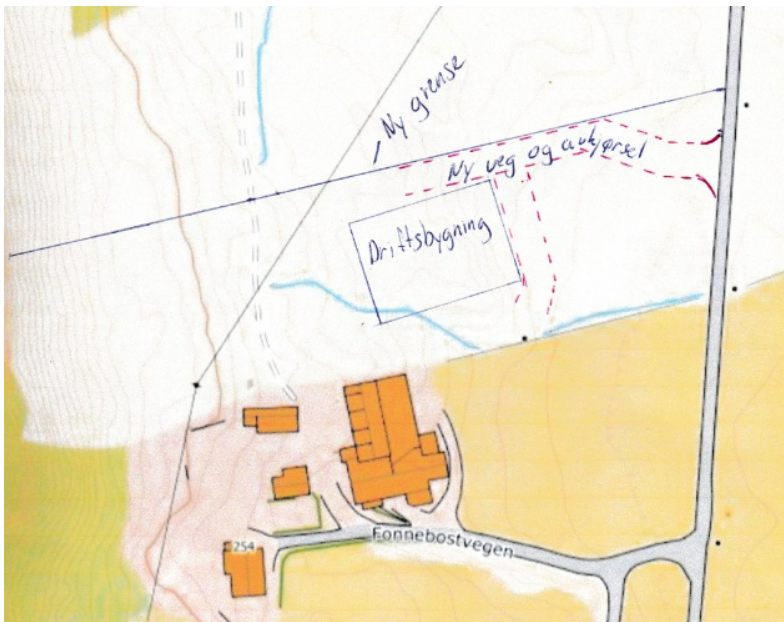 Ny grense
Ny veg og avkjørsel
Driftsbygning
Fonnebostvegen
254